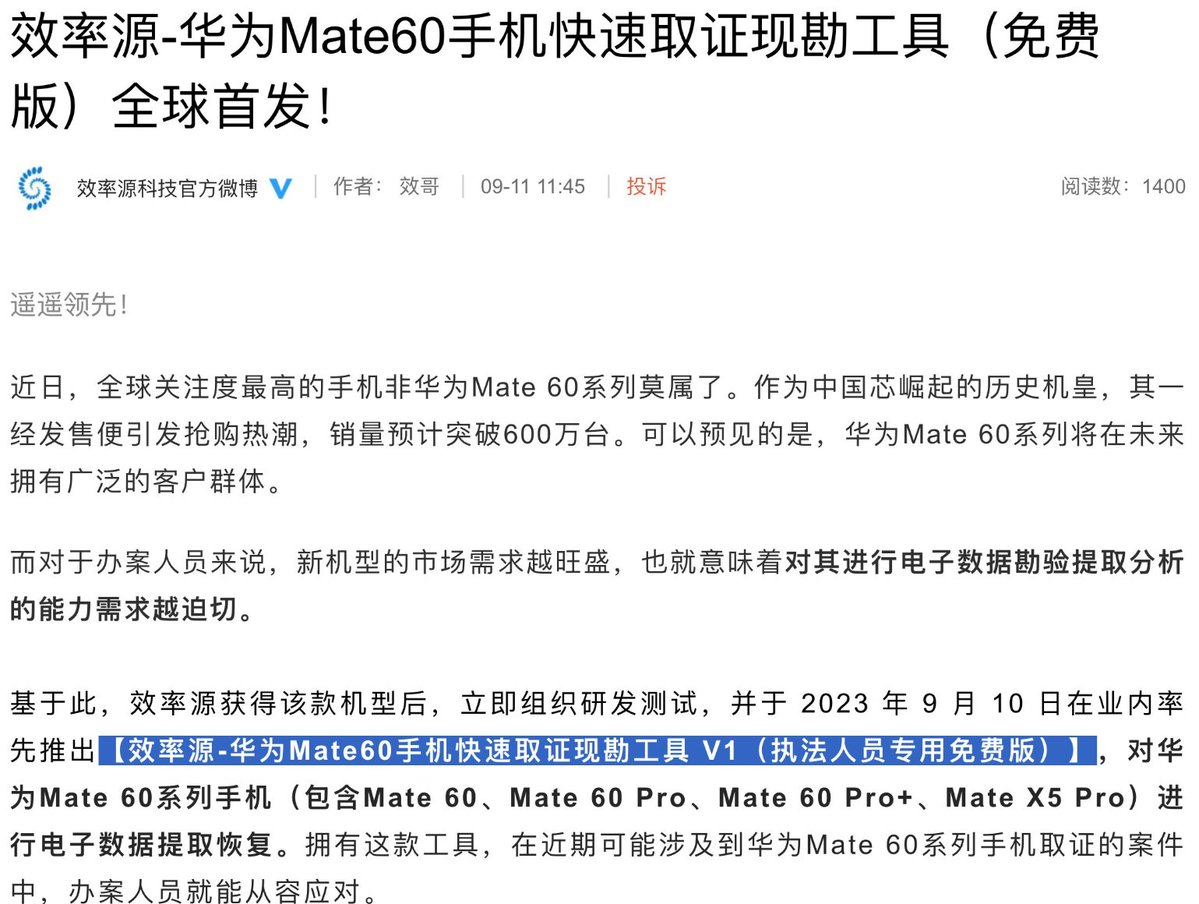 效率源-华为Mate60手机快速取证现勘工具（免费
版）全球首发！
效率源科技官方微博 作者： 效哥 09-11 11:45 投诉 阅读数：1400
遥遥领先！
近日，全球关注度最高的手机非华为Mate 60系列莫属了。作为中国芯崛起的历史机皇，其一
经发售便引发抢购热潮，销量预计突破600万台。可以预见的是，华为Mate 60系列将在未来
拥有广泛的客户群体。
而对于办案人员来说，新机型的市场需求越旺盛，也就意味着对其进行电子数据勘验提取分析
的能力需求越迫切。
基于此，效率源获得该款机型后，立即组织研发测试，并于 2023 年 9 月 10 日在业内率
先推出【效率源-华为Mate60手机快速取证现勘工具 V1（执法人员专用免费版）】，对华
为Mate 60系列手机（包含Mate 60、Mate 60 Pro、Mate 60 Pro+、Mate X5 Pro）进
行电子数据提取恢复。拥有这款工具，在近期可能涉及到华为Mate 60系列手机取证的案件
中，办案人员就能从容应对。